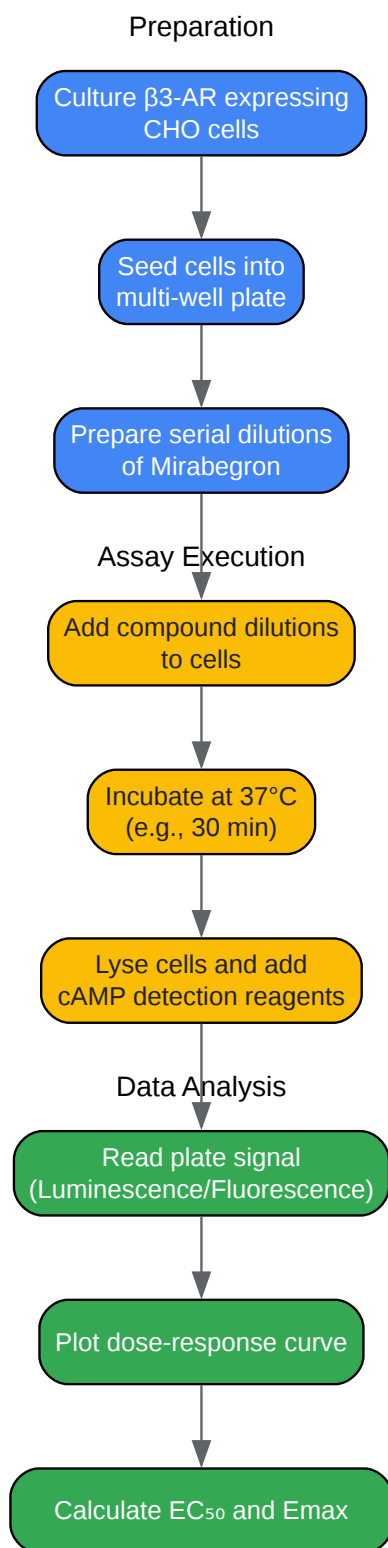 Preparation
Culture β3-AR expressing
CHO cells
Seed cells into
multi-well plate
Prepare serial dilutions
of Mirabegron
Assay Execution
Add compound dilutions
to cells
Incubate at 37°C
(e.g., 30 min)
Lyse cells and add
cAMP detection reagents
Data Analysis
Read plate signal
(Luminescence/Fluorescence)
Plot dose-response curve
Calculate EC₅₀ and Emax